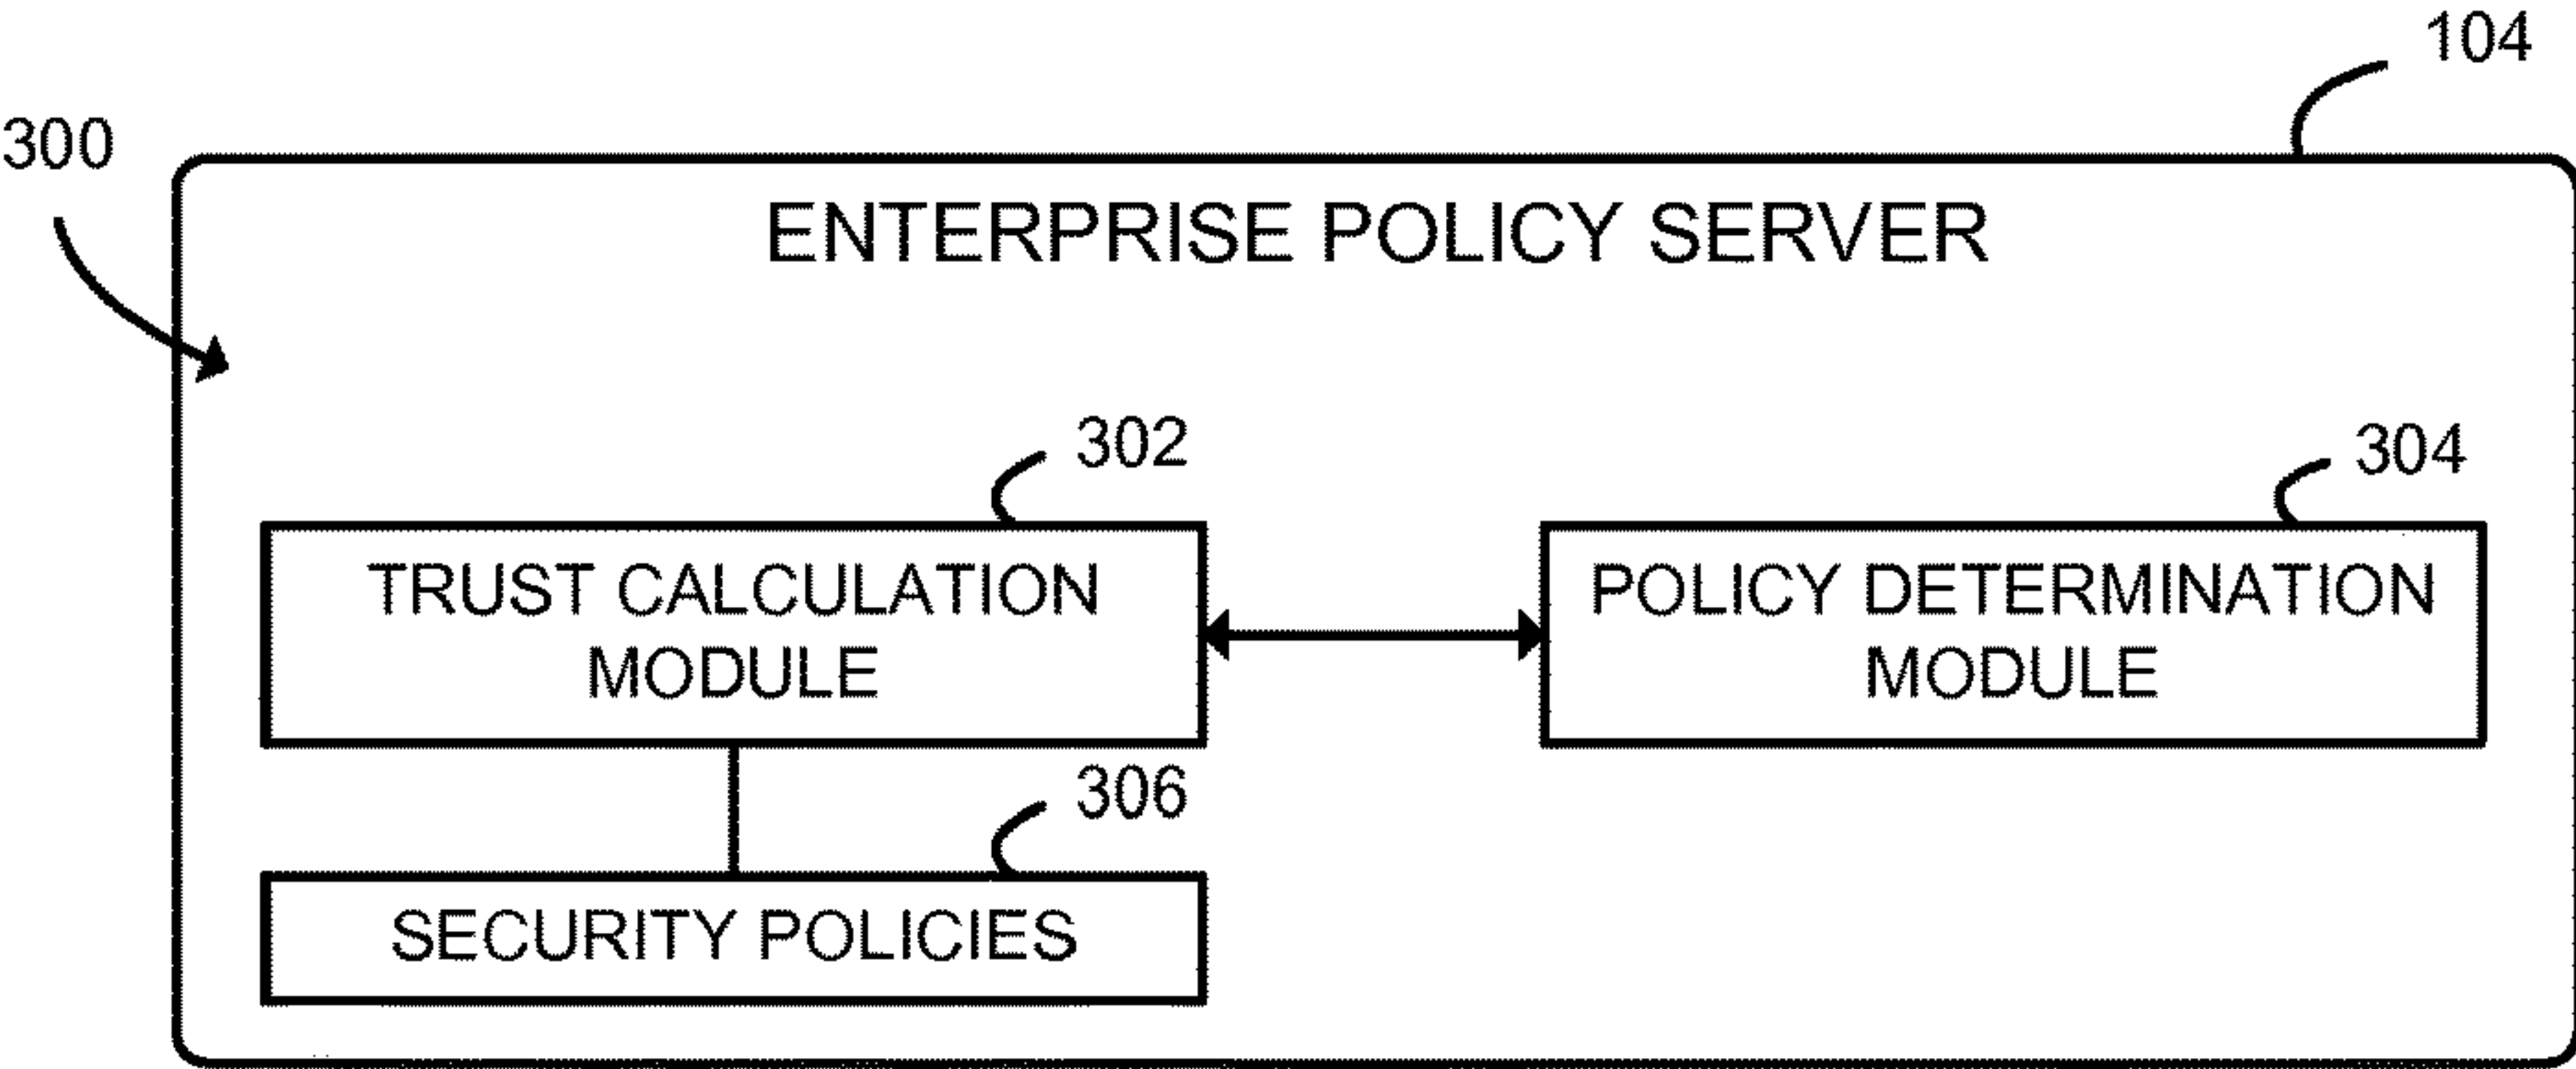 104
300
ENTERPRISE POLICY SERVER
302
304
TRUST CALCULATION
MODULE
POLICY DETERMINATION
MODULE
306
SECURITY POLICIES